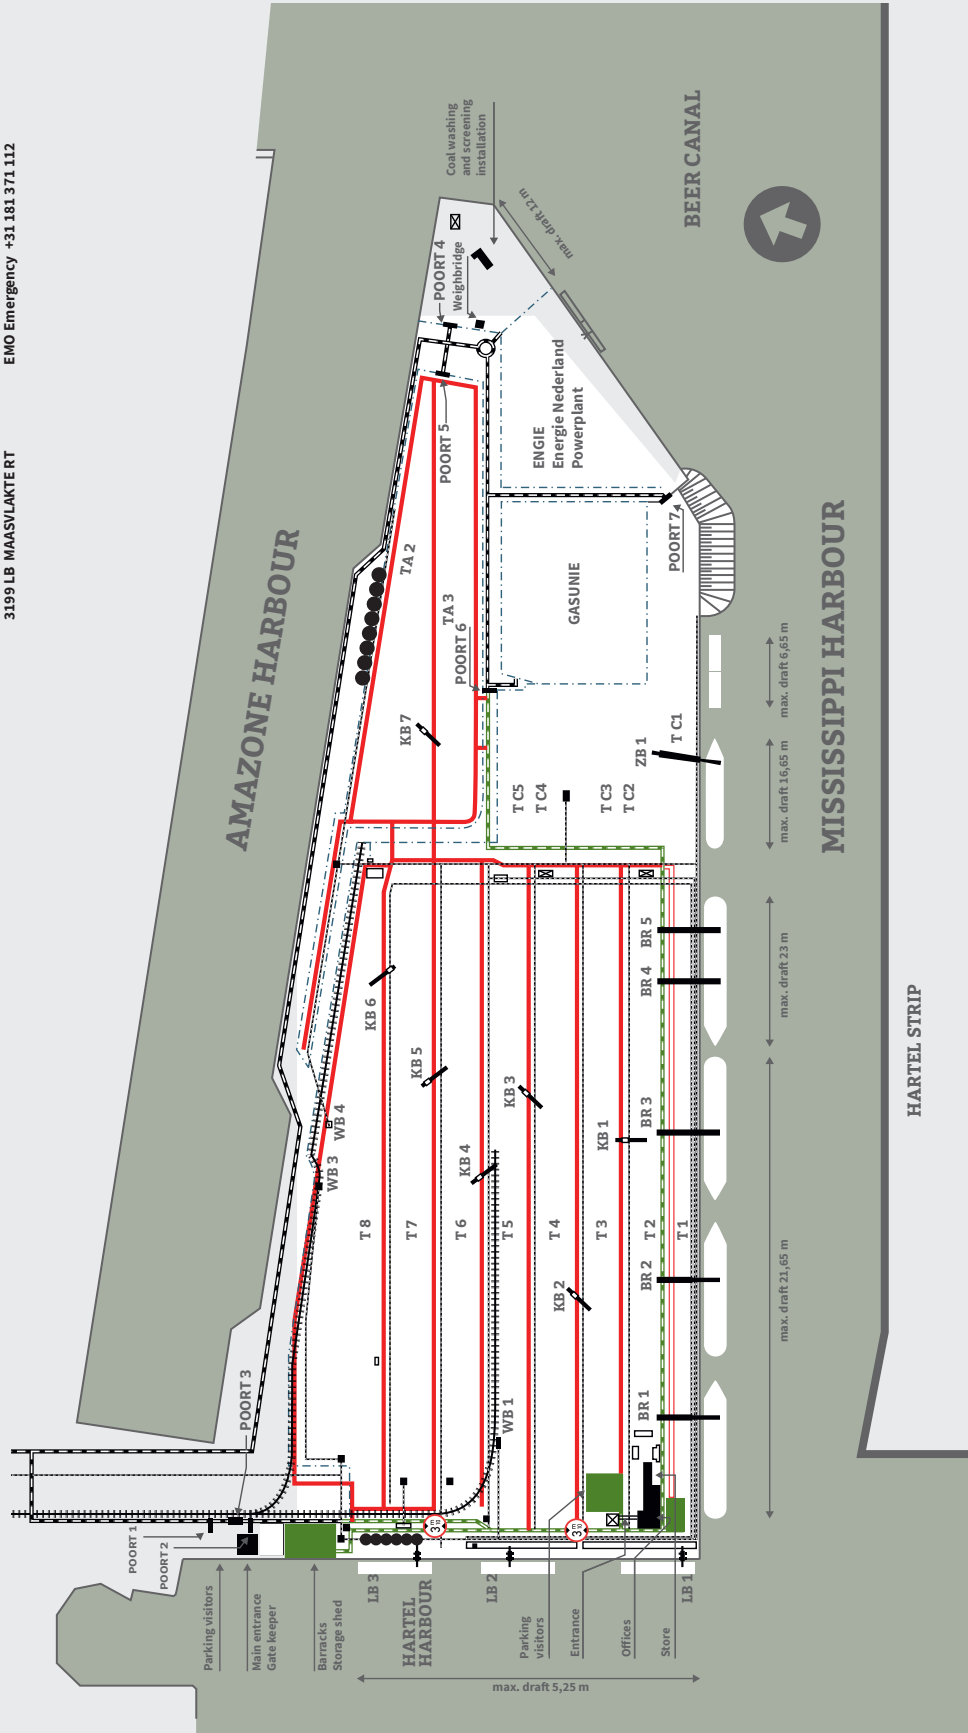 3199 LB MAASVLAKTE RT
EMO Emergency +31 181 371 112
AMAZONE HARBOUR
BEER CANAL
MISSISSIPPI HARBOUR
HARTEL STRIP
HARTEL
HARBOUR
Coal washing
and screening
installation
max. draft 12 m
POORT 4
Weighbridge
POORT 5
ENGIE
Energie Nederland
Powerplant
POORT 7
GASUNIE
POORT 6
TA 2
TA 3
KB 7
ZB 1
T C1
T C5
T C4
T C3
T C2
max. draft 6,65 m
max. draft 16,65 m
max. draft 23 m
max. draft 21,65 m
BR 5
BR 4
BR 3
BR 2
BR 1
KB 6
KB 5
KB 3
KB 4
KB 1
KB 2
WB 4
WB 3
WB 1
T 8
T 7
T 6
T 5
T 4
T 3
T 2
T 1
POORT 3
POORT 1
POORT 2
Parking visitors
Main entrance
Gate keeper
Barracks
Storage shed
LB 3
LB 2
LB 1
Parking
visitors
Entrance
Offices
Store
max. draft 5,25 m